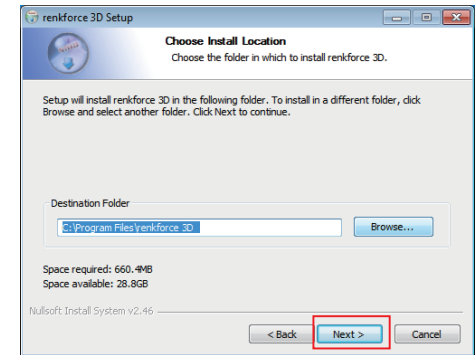 renkforce 3D Setup
Choose Install Location
Choose the folder in which to install renkforce 3D.
Setup will install renkforce 3D in the following folder. To install in a different folder, click
Browse and select another folder. Click Next to continue.
Destination Folder
C:\Program Files\renkforce 3D
Browse...
Space required: 660.4MB
Space available: 28.8GB
Nullsoft Install System v2.46
< Back
Next >
Cancel